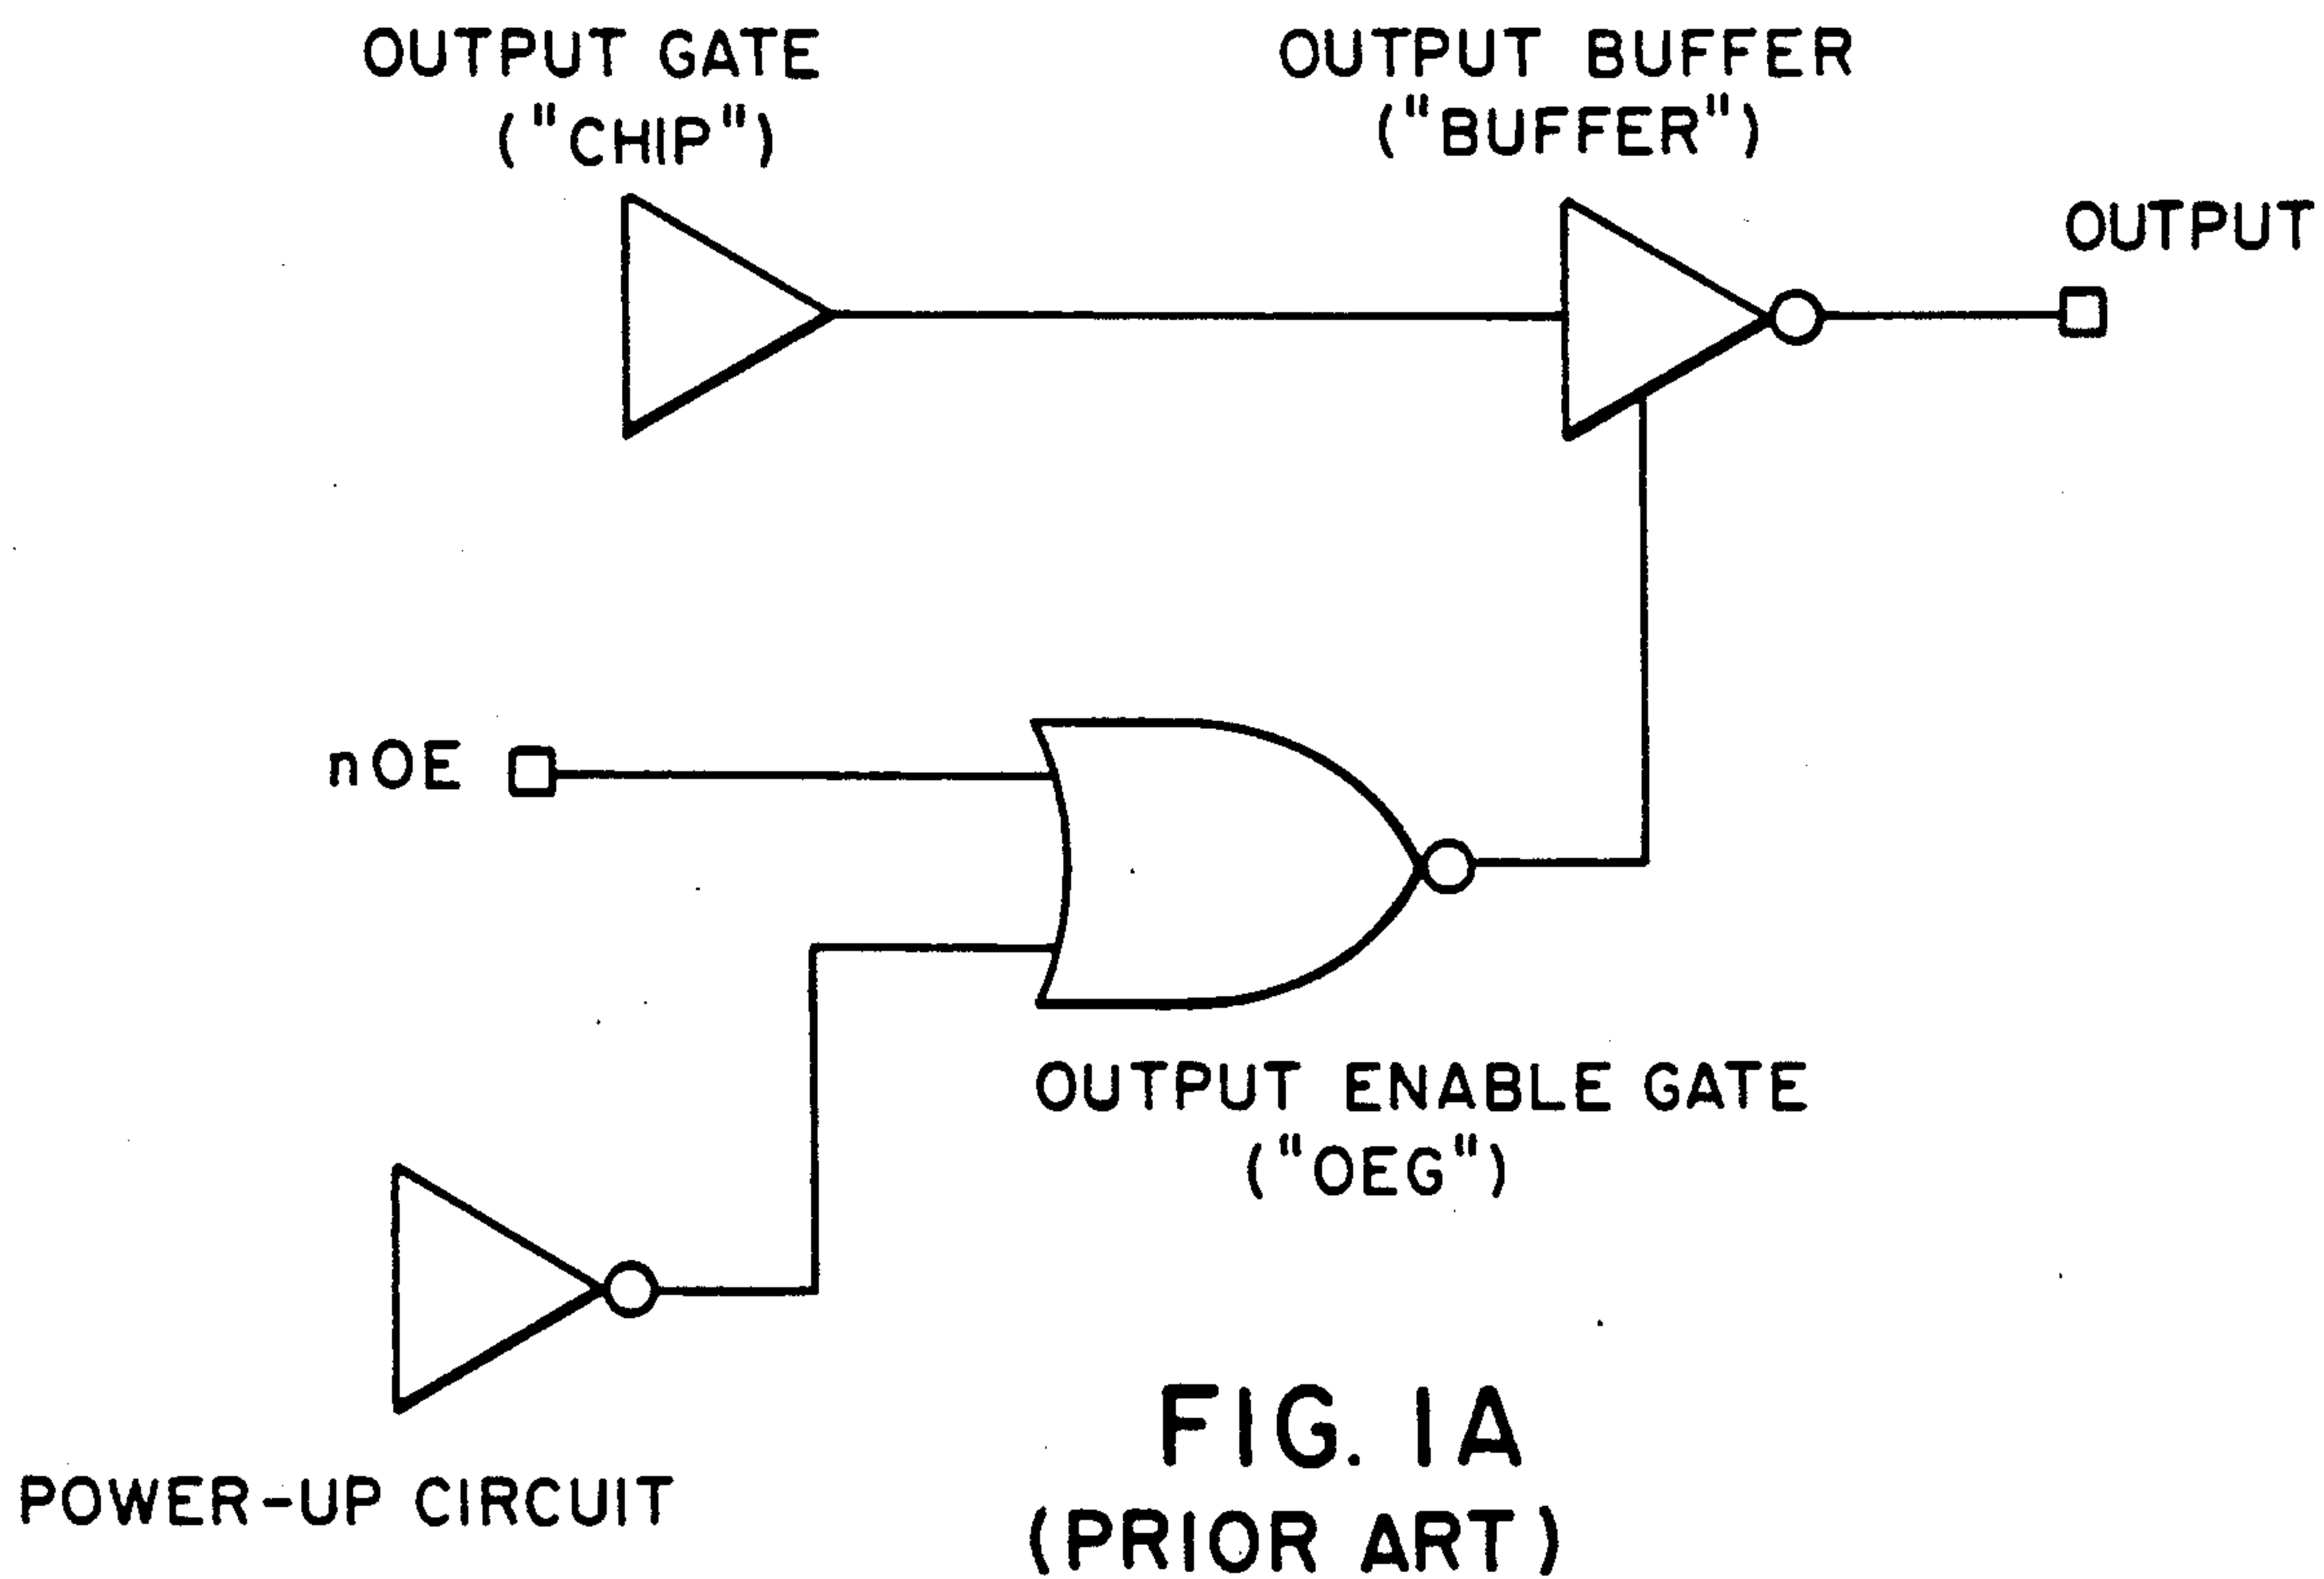 OUTPUT GATE
("CHIP")
OUTPUT BUFFER
("BUFFER")
OUTPUT
nOE
OUTPUT ENABLE GATE
("OEG")
POWER-UP CIRCUIT
FIG. 1A
(PRIOR ART)